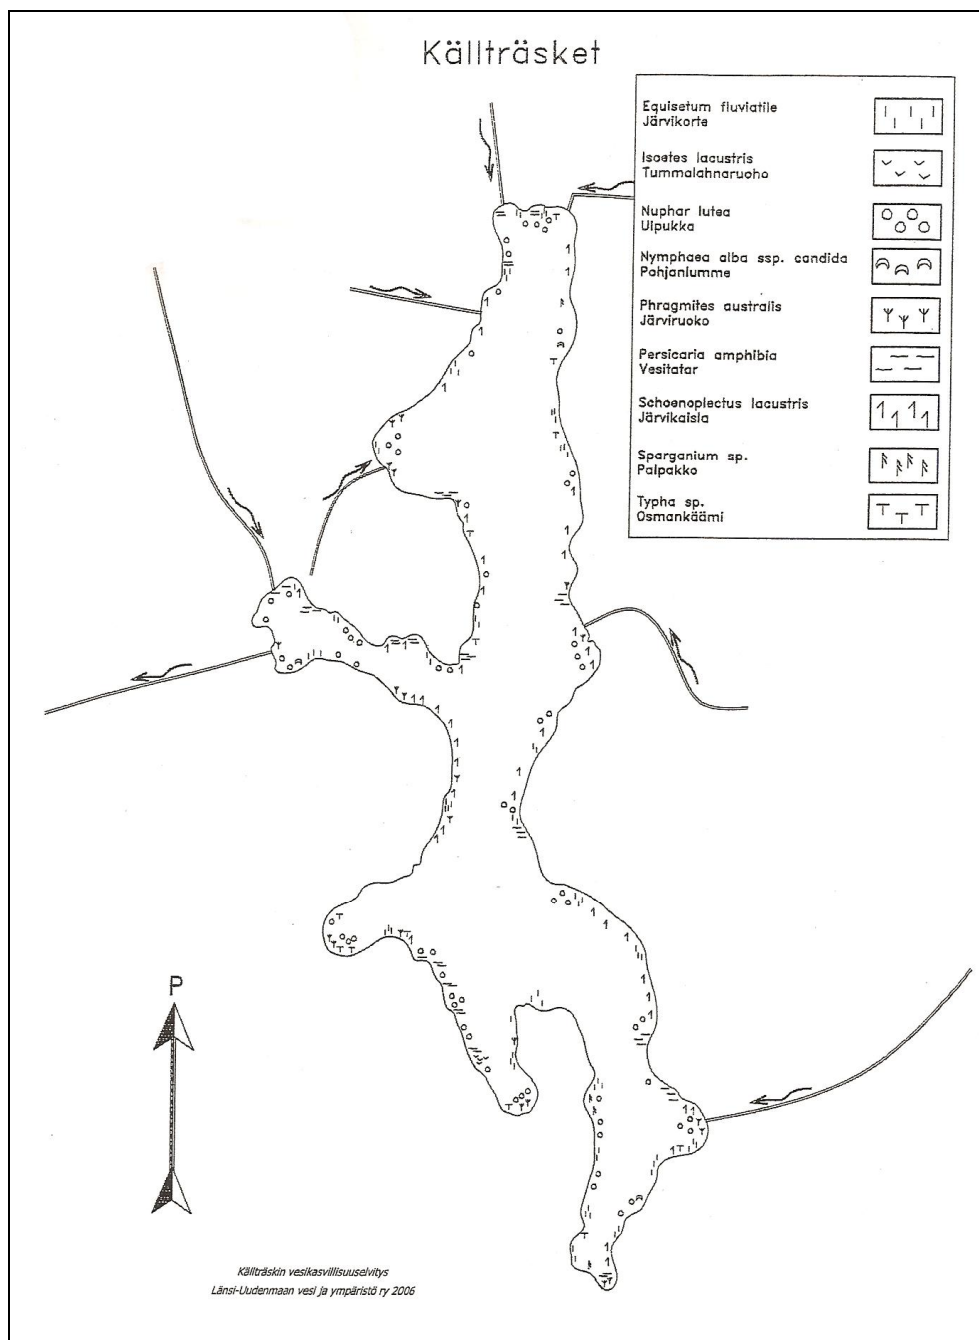 Källträsket
Equisetum fluviatile
Järvikorte
Isoetes lacustris
Tummalahnaruoho
Nuphar lutea
Ulpukka
Nymphaea alba ssp. candida
Pohjanlumme
Phragmites australis
Järviruoko
Persicaria amphibia
Vesitatar
Schoenoplectus lacustris
Järvikaisla
Sparganium sp.
Palpakko
Typha sp.
Osmankäämi
P
Källträskin vesikasvillisuuselvitys
Länsi-Uudenmaan vesi ja ympäristö ry 2006